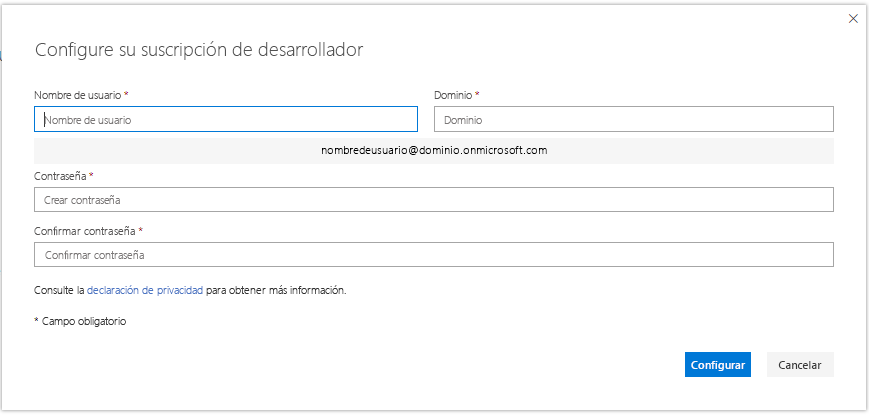 Configure su suscripción de desarrollador
Nombre de usuario *
Dominio *
Nombre de usuario
Dominio
nombredeusuario@dominio.onmicrosoft.com
Contraseña *
Crear contraseña
Confirmar contraseña *
Confirmar contraseña
Consulte la declaración de privacidad para obtener más información.
* Campo obligatorio
Configurar
Cancelar